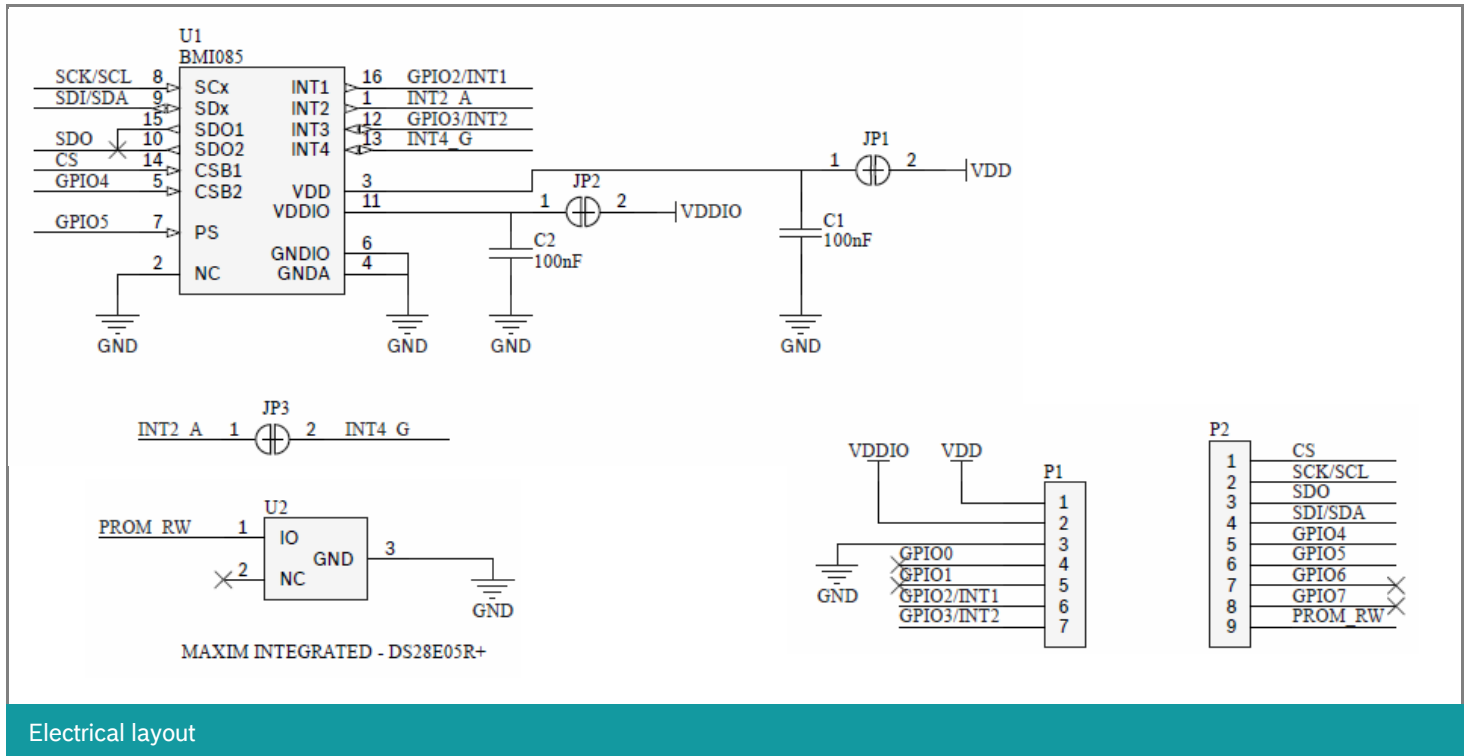 U1
BMI085
SCK/SCL 8 SCx INT1 16 GPIO2/INT1
SDI/SDA 9 SDx INT2 1 INT2_A
15 SDO1 INT3 12 GPIO3/INT2
SDO 10 SDO2 INT4 13 INT4_G
CS 14 CSB1
GPIO4 5 CSB2 VDD 3
VDDIO 11
GPIO5 7 PS
GNDIO 6
2 NC GNDA 4
JP1
1 2 VDD
JP2
1 2 VDDIO
C1
100nF
C2
100nF
GND GND GND GND
JP3
INT2_A 1 2 INT4_G
U2
PROM_RW 1 IO
GND 3
2 NC
GND
MAXIM INTEGRATED - DS28E05R+
VDDIO VDD
P1
1
2
3
GPIO0 4
GPIO1 5
GND
GPIO2/INT1 6
GPIO3/INT2 7
P2
1 CS
2 SCK/SCL
3 SDO
4 SDI/SDA
5 GPIO4
6 GPIO5
7 GPIO6
8 GPIO7
9 PROM_RW
Electrical layout